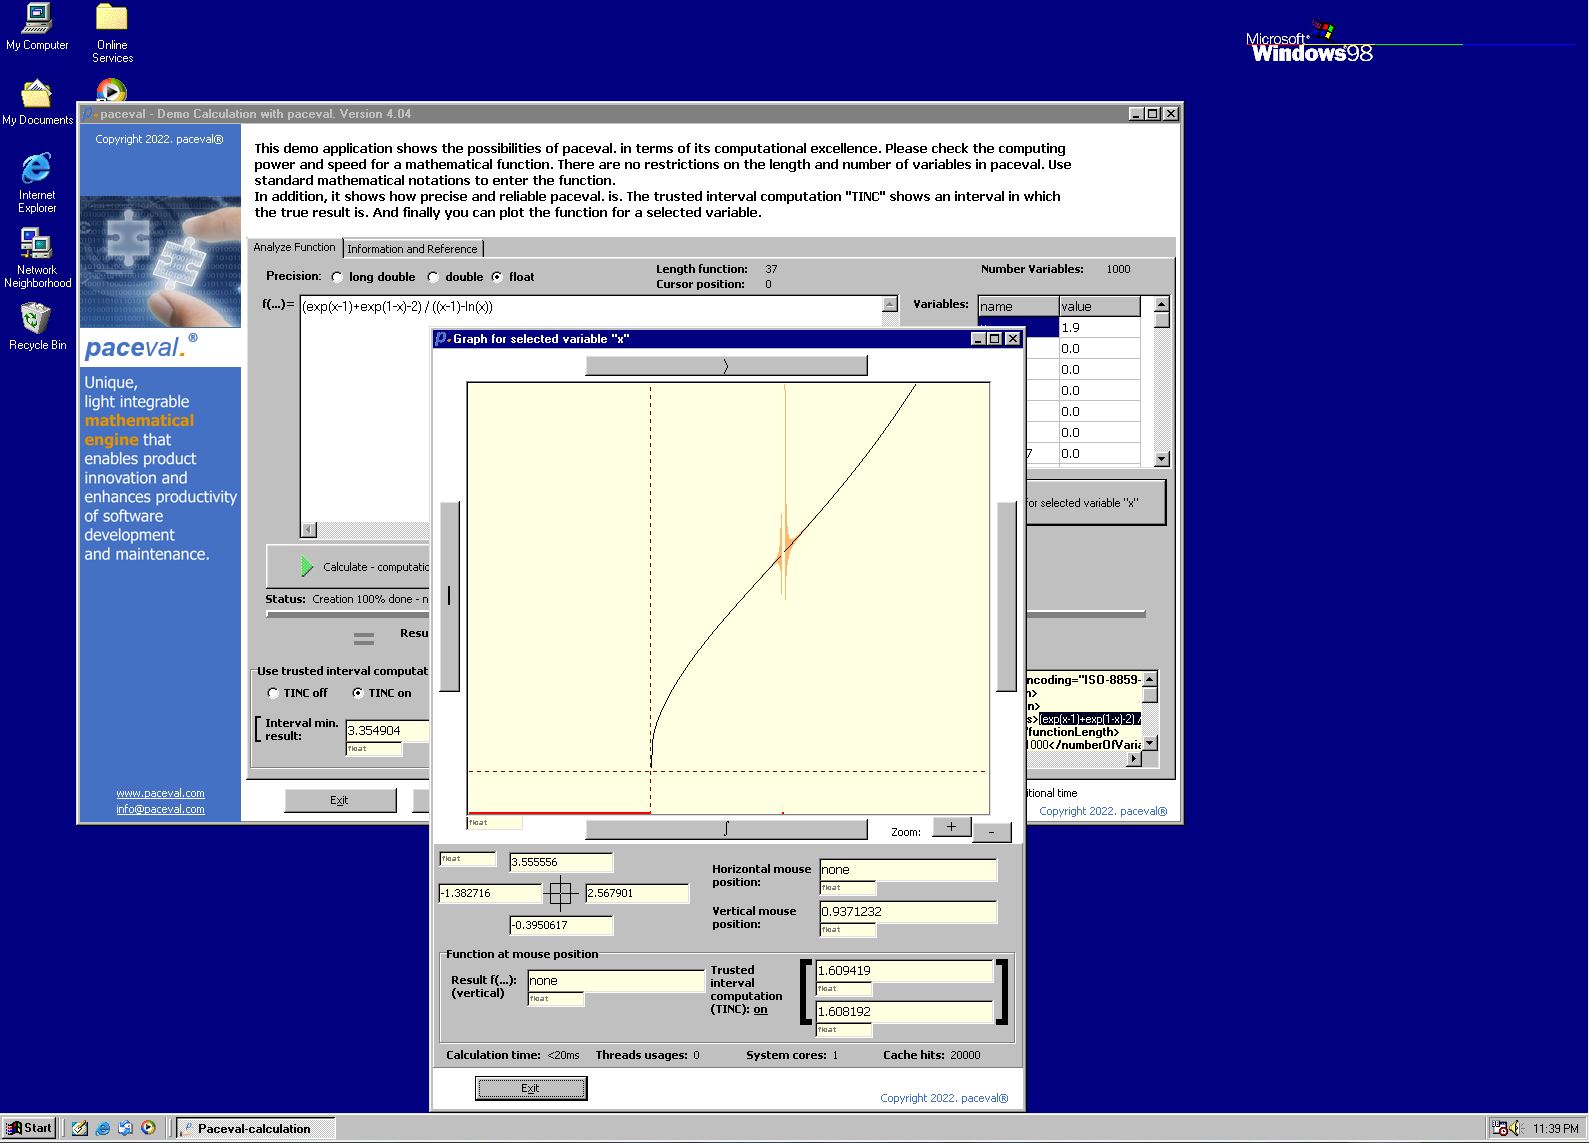 My Computer
Online
Services
Microsoft®
Windows®98
My Documents
paceval - Demo Calculation with paceval. Version 4.04
Copyright 2022. paceval®
This demo application shows the possibilities of paceval. in terms of its computational excellence. Please check the computing
power and speed for a mathematical function. There are no restrictions on the length and number of variables in paceval. Use
standard mathematical notations to enter the function.
In addition, it shows how precise and reliable paceval. is. The trusted interval computation "TINC" shows an interval in which
the true result is. And finally you can plot the function for a selected variable.
Internet
Explorer
Network
Neighborhood
Recycle Bin
Analyze Function
Information and Reference
Precision:
long double
double
float
Length function: 37
Cursor position: 0
Number Variables: 1000
f(...)=
(exp(x-1)+exp(1-x)-2) / ((x-1)-ln(x))
Variables:
name value
1.9
0.0
0.0
0.0
0.0
0.0
7 0.0
paceval.®
Unique,
light integrable
mathematical
engine that
enables product
innovation and
enhances productivity
of software
development
and maintenance.
www.paceval.com
info@paceval.com
Calculate - computatic
for selected variable "x"
Status: Creation 100% done - n
= Resu
Use trusted interval computat
TINC off
TINC on
Interval min.
result:
3.354904
float
ncoding="ISO-8859-
n>
n>
s>(exp(x-1)+exp(1-x)-2) /
/functionLength>
1000</numberOfVaria
Exit
itional time
Copyright 2022. paceval®
Graph for selected variable "x"
float
Zoom:
+
-
float
3.555556
-1.382716
2.567901
-0.3950617
Horizontal mouse
position:
none
float
Vertical mouse
position:
0.9371232
float
Function at mouse position
Result f(...):
(vertical)
none
float
Trusted
interval
computation
(TINC): on
1.609419
float
1.608192
float
Calculation time: <20ms
Threads usages: 0
System cores: 1
Cache hits: 20000
Exit
Copyright 2022. paceval®
Start
Paceval-calculation
11:39 PM